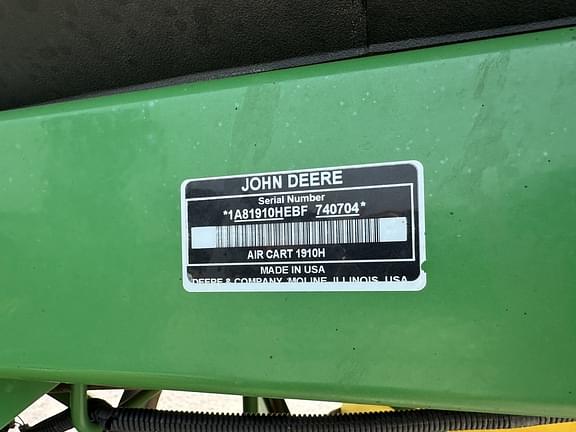 JOHN DEERE
Serial Number
*1A81910HEBF 740704*
AIR CART 1910H
MADE IN USA
DEERE & COMPANY, MOLINE, ILLINOIS, USA